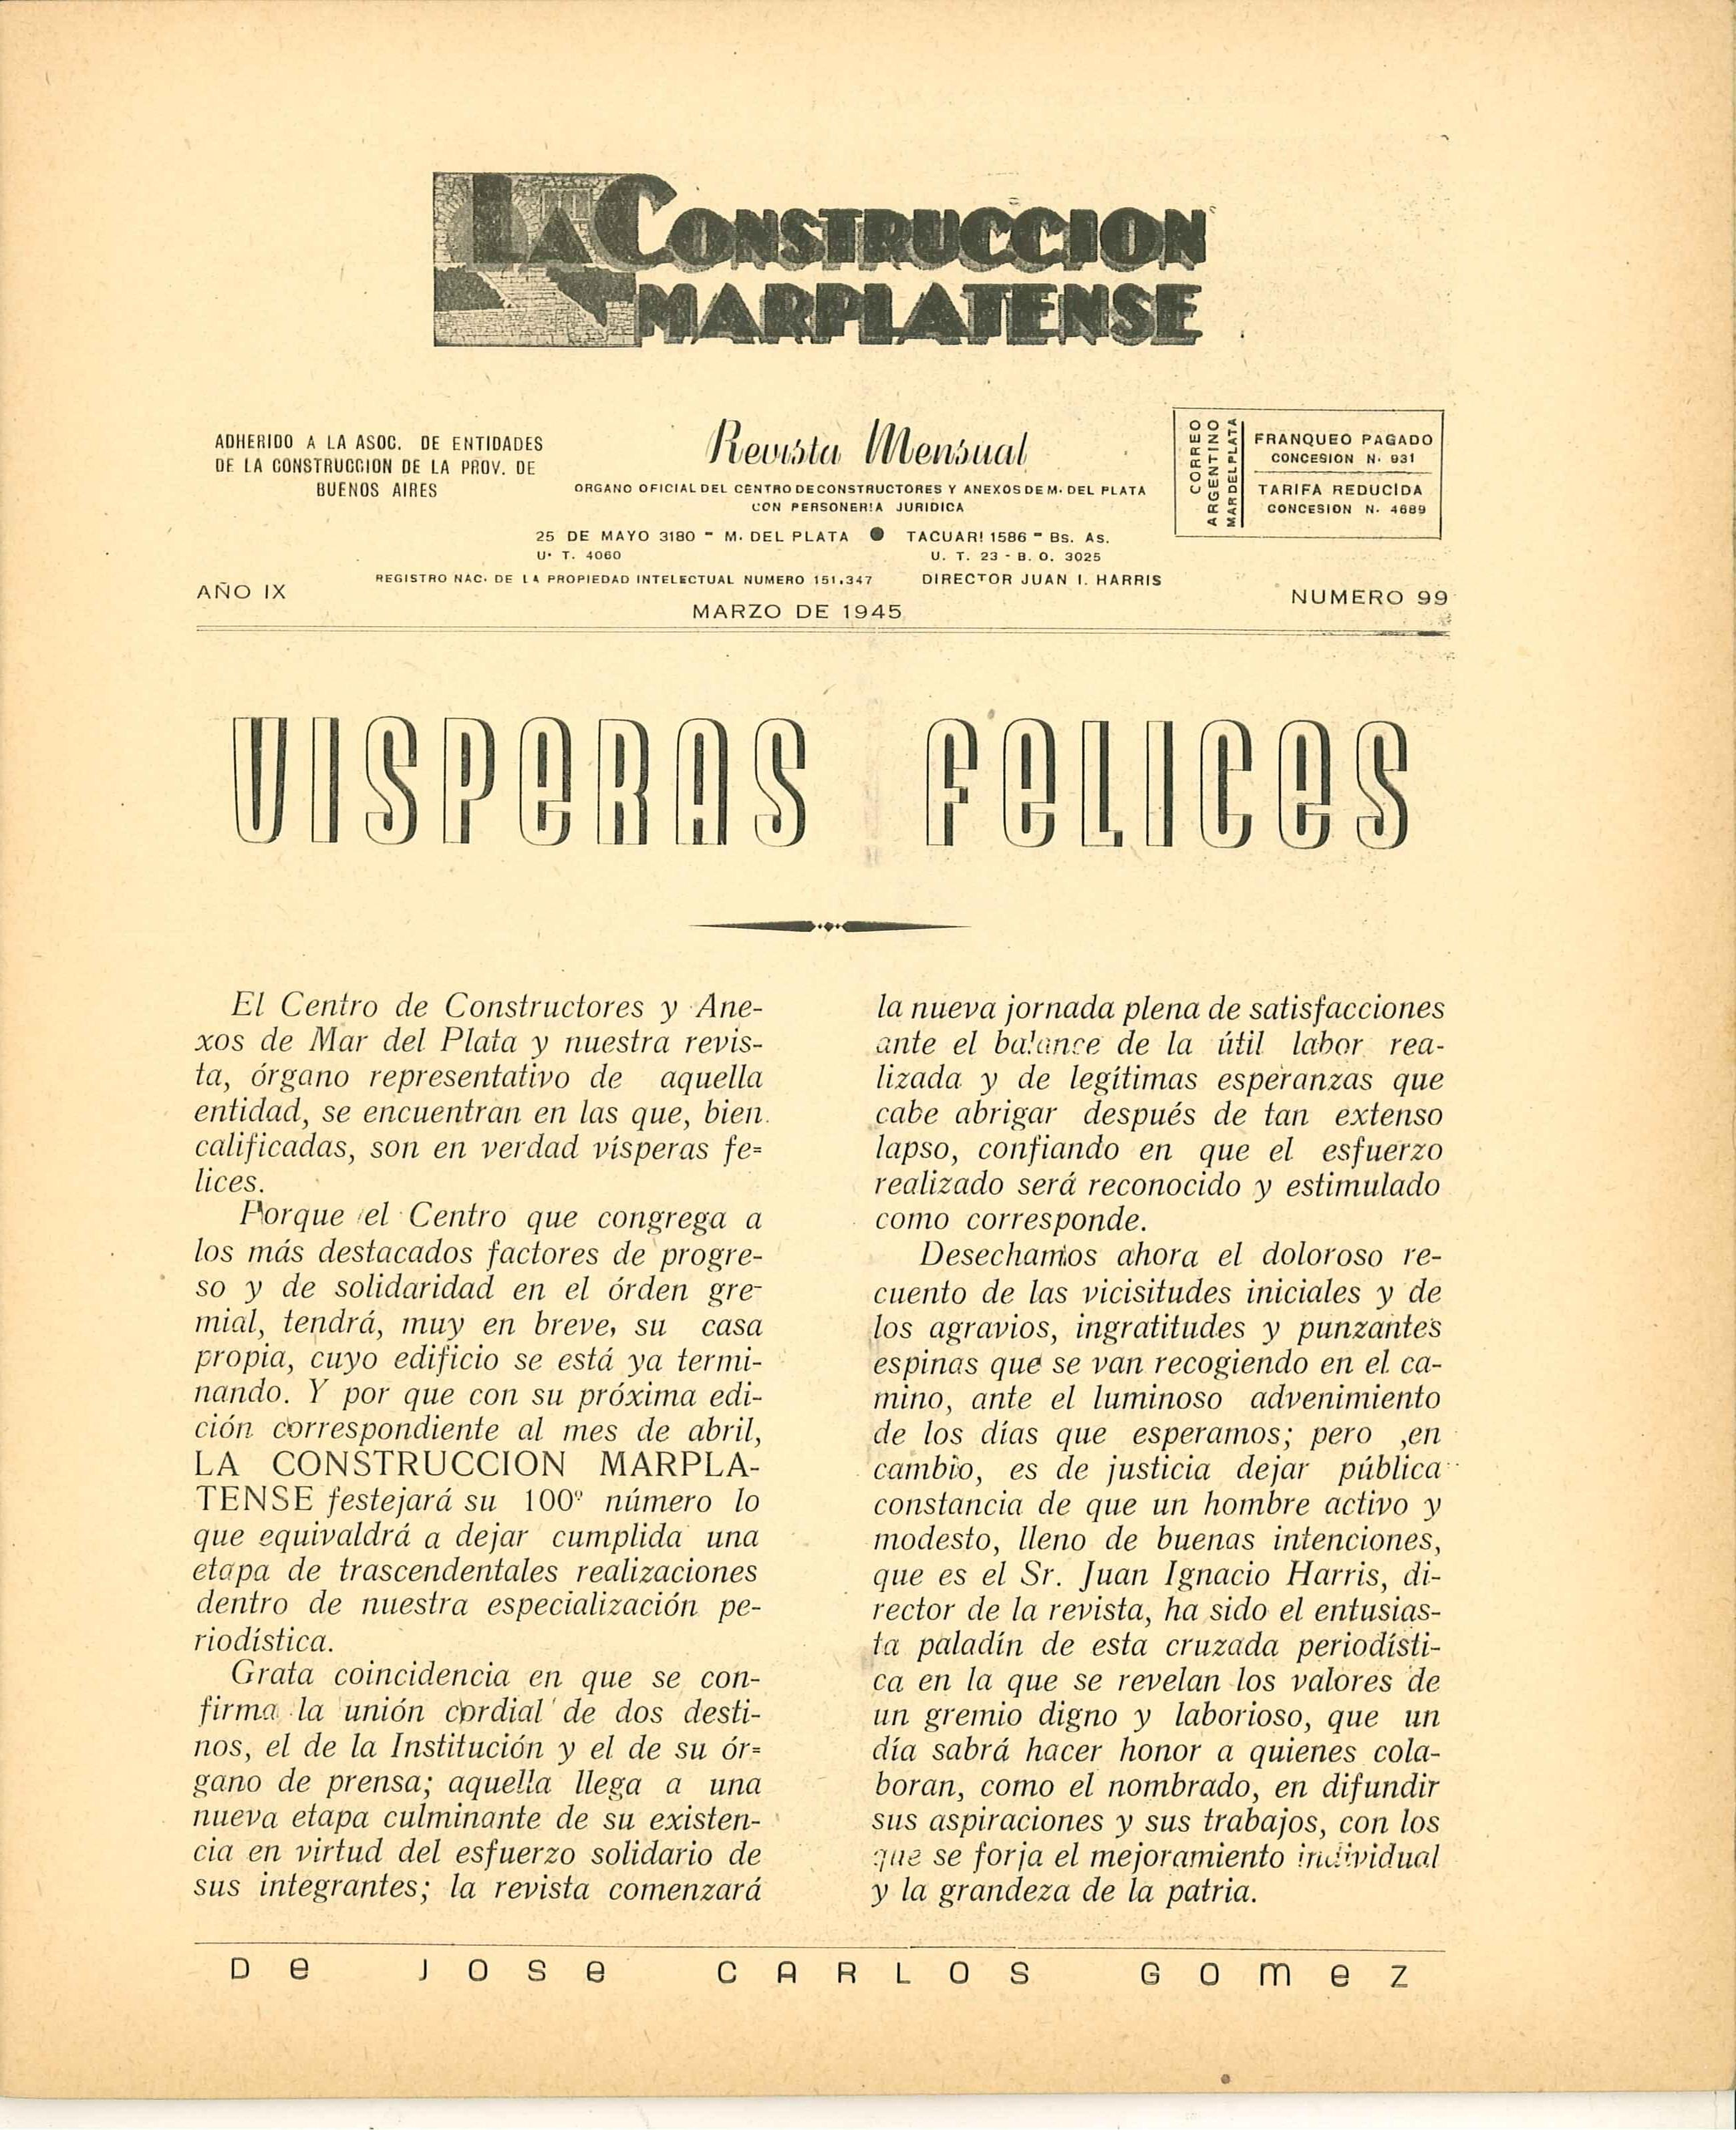 LA CONSTRUCCION
MARPLATENSE
ADHERIDO A LA ASOC. DE ENTIDADES
DE LA CONSTRUCCION DE LA PROV. DE
BUENOS AIRES
Revista Mensual
ORGANO OFICIAL DEL CENTRO DE CONSTRUCTORES Y ANEXOS DE M. DEL PLATA
CON PERSONERIA JURIDICA
25 DE MAYO 3180 - M. DEL PLATA ● TACUARI 1586 - Bs. As.
U. T. 4060 U. T. 23 - B. O. 3025
REGISTRO NAC. DE LA PROPIEDAD INTELECTUAL NUMERO 151.347 DIRECTOR JUAN I. HARRIS
CORREO
ARGENTINO
MAR DEL PLATA
FRANQUEO PAGADO
CONCESION N. 931
TARIFA REDUCIDA
CONCESION N. 4689
AÑO IX
MARZO DE 1945
NUMERO 99
VISPERAS FELICES
El Centro de Constructores y Ane-
xos de Mar del Plata y nuestra revis-
ta, órgano representativo de aquella
entidad, se encuentran en las que, bien
calificadas, son en verdad vísperas fe=
lices.
Porque el Centro que congrega a
los más destacados factores de progre-
so y de solidaridad en el órden gre-
mial, tendrá, muy en breve, su casa
propia, cuyo edificio se está ya termi-
nando. Y por que con su próxima edi-
ción correspondiente al mes de abril,
LA CONSTRUCCION MARPLA-
TENSE festejará su 100º número lo
que equivaldrá a dejar cumplida una
etapa de trascendentales realizaciones
dentro de nuestra especialización pe-
riodística.
Grata coincidencia en que se con-
firma la unión cordial de dos desti-
nos, el de la Institución y el de su ór=
gano de prensa; aquella llega a una
nueva etapa culminante de su existen-
cia en virtud del esfuerzo solidario de
sus integrantes; la revista comenzará
la nueva jornada plena de satisfacciones
ante el balance de la útil labor rea-
lizada y de legítimas esperanzas que
cabe abrigar después de tan extenso
lapso, confiando en que el esfuerzo
realizado será reconocido y estimulado
como corresponde.
Desechamos ahora el doloroso re-
cuento de las vicisitudes iniciales y de
los agravios, ingratitudes y punzantes
espinas que se van recogiendo en el ca-
mino, ante el luminoso advenimiento
de los días que esperamos; pero ,en
cambio, es de justicia dejar pública
constancia de que un hombre activo y
modesto, lleno de buenas intenciones,
que es el Sr. Juan Ignacio Harris, di-
rector de la revista, ha sido el entusias-
ta paladín de esta cruzada periodísti-
ca en la que se revelan los valores de
un gremio digno y laborioso, que un
día sabrá hacer honor a quienes cola-
boran, como el nombrado, en difundir
sus aspiraciones y sus trabajos, con los
que se forja el mejoramiento individual
y la grandeza de la patria.
De JOSe CARLOS GOmez